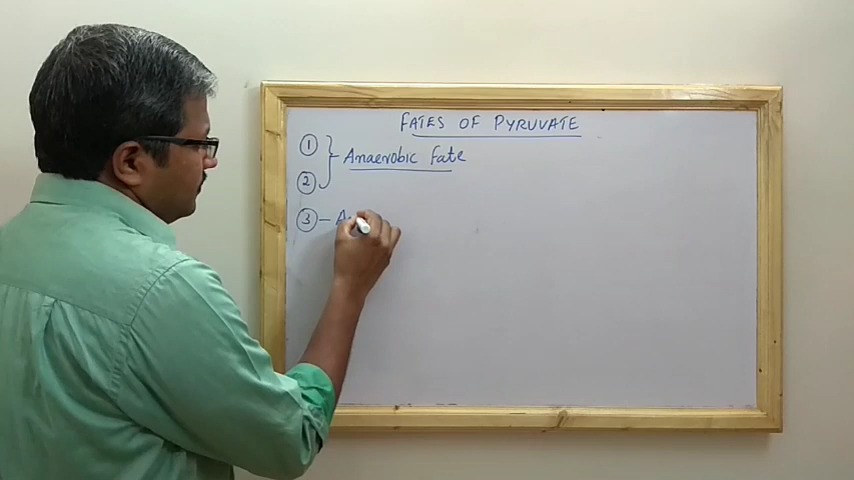 FATES OF PYRUVATE
1
Anaerobic Fate
2
3 - A